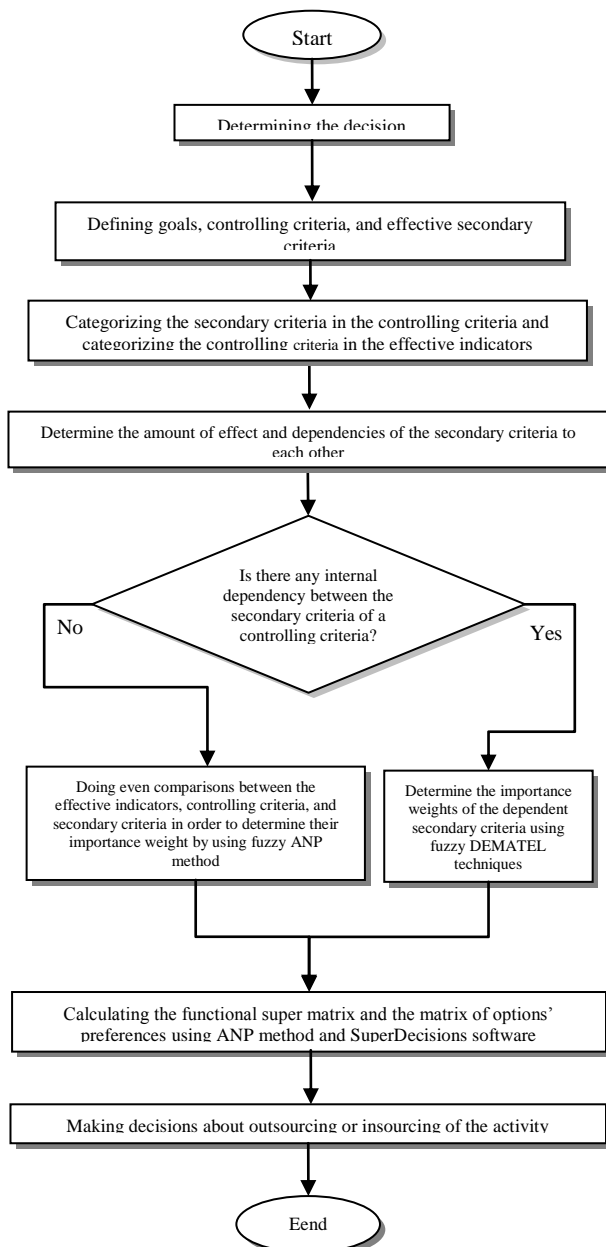 Start
Determining the decision
Defining goals, controlling criteria, and effective secondary
criteria
Categorizing the secondary criteria in the controlling criteria and
categorizing the controlling criteria in the effective indicators
Determine the amount of effect and dependencies of the secondary criteria to
each other
Is there any internal
dependency between the
secondary criteria of a
controlling criteria?
No
Yes
Doing even comparisons between the
effective indicators, controlling criteria, and
secondary criteria in order to determine their
importance weight by using fuzzy ANP
method
Determine the importance
weights of the dependent
secondary criteria using
fuzzy DEMATEL
techniques
Calculating the functional super matrix and the matrix of options’
preferences using ANP method and SuperDecisions software
Making decisions about outsourcing or insourcing of the activity
Eend